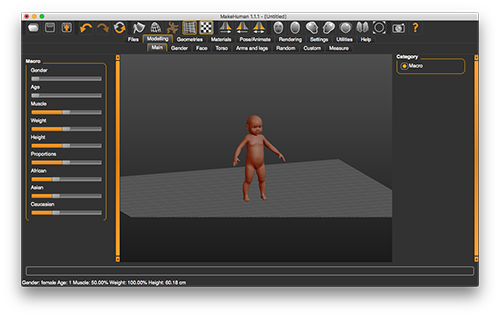 MakeHuman 1.1.1 - [Untitled]
Files Modelling Geometries Materials Pose/Animate Rendering Settings Utilities Help
Main Gender Face Torso Arms and legs Random Custom Measure
Macro
Gender
Age
Muscle
Weight
Height
Proportions
African
Asian
Caucasian
Category
Macro
Gender: female Age: 1 Muscle: 50.00% Weight: 100.00% Height: 60.18 cm